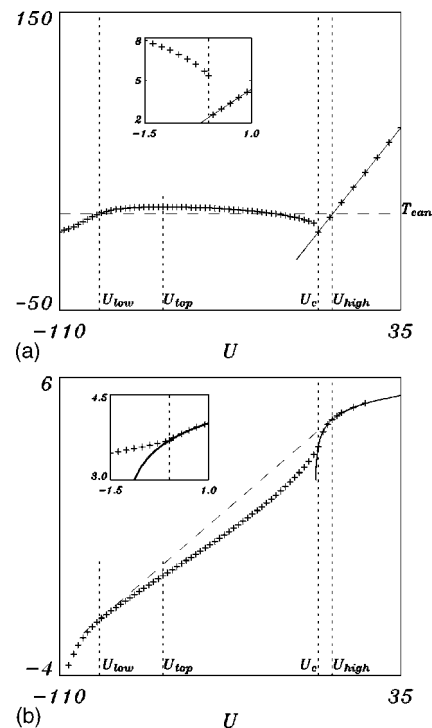 150
8
5
.2
-1.5
1.0
T_can
-50
U_low
U_top
U_c
U_high
-110
35
(a)
U
6
4.5
3.0
-1.5
1.0
U_low
U_top
U_c
U_high
-4
-110
35
(b)
U